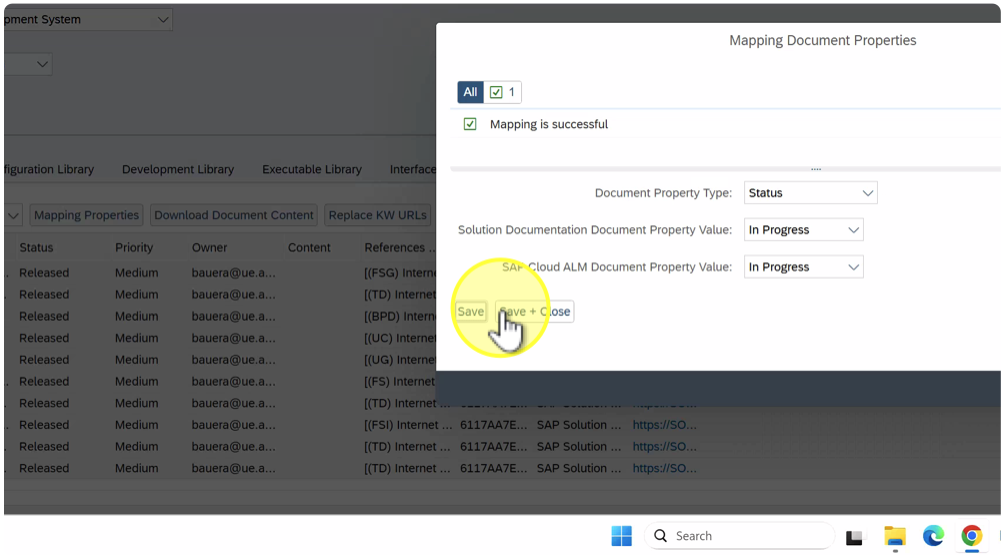 pment System
Mapping Document Properties
All 1
Mapping is successful
figuration Library Development Library Executable Library Interface
Document Property Type: Status
Mapping Properties Download Document Content Replace KW URLs
Solution Documentation Document Property Value: In Progress
Status Priority Owner Content References ...
SAP Cloud ALM Document Property Value: In Progress
Released Medium bauera@ue.a... [(FSG) Interne
Released Medium bauera@ue.a... [(TD) Internet
Save Save + Close
Released Medium bauera@ue.a... [(BPD) Intern
Released Medium bauera@ue.a... [(UC) Internet
Released Medium bauera@ue.a... [(UG) Internet
Released Medium bauera@ue.a... [(FS) Internet
Released Medium bauera@ue.a... [(TD) Internet ... 6117AA7E... SAP Solution ... https://SO...
Released Medium bauera@ue.a... [(FSI) Internet ... 6117AA7E... SAP Solution ... https://SO...
Released Medium bauera@ue.a... [(TD) Internet ... 6117AA7E... SAP Solution ... https://SO...
Released Medium bauera@ue.a... [(TD) Internet ... 6117AA7E... SAP Solution ... https://SO...
Search